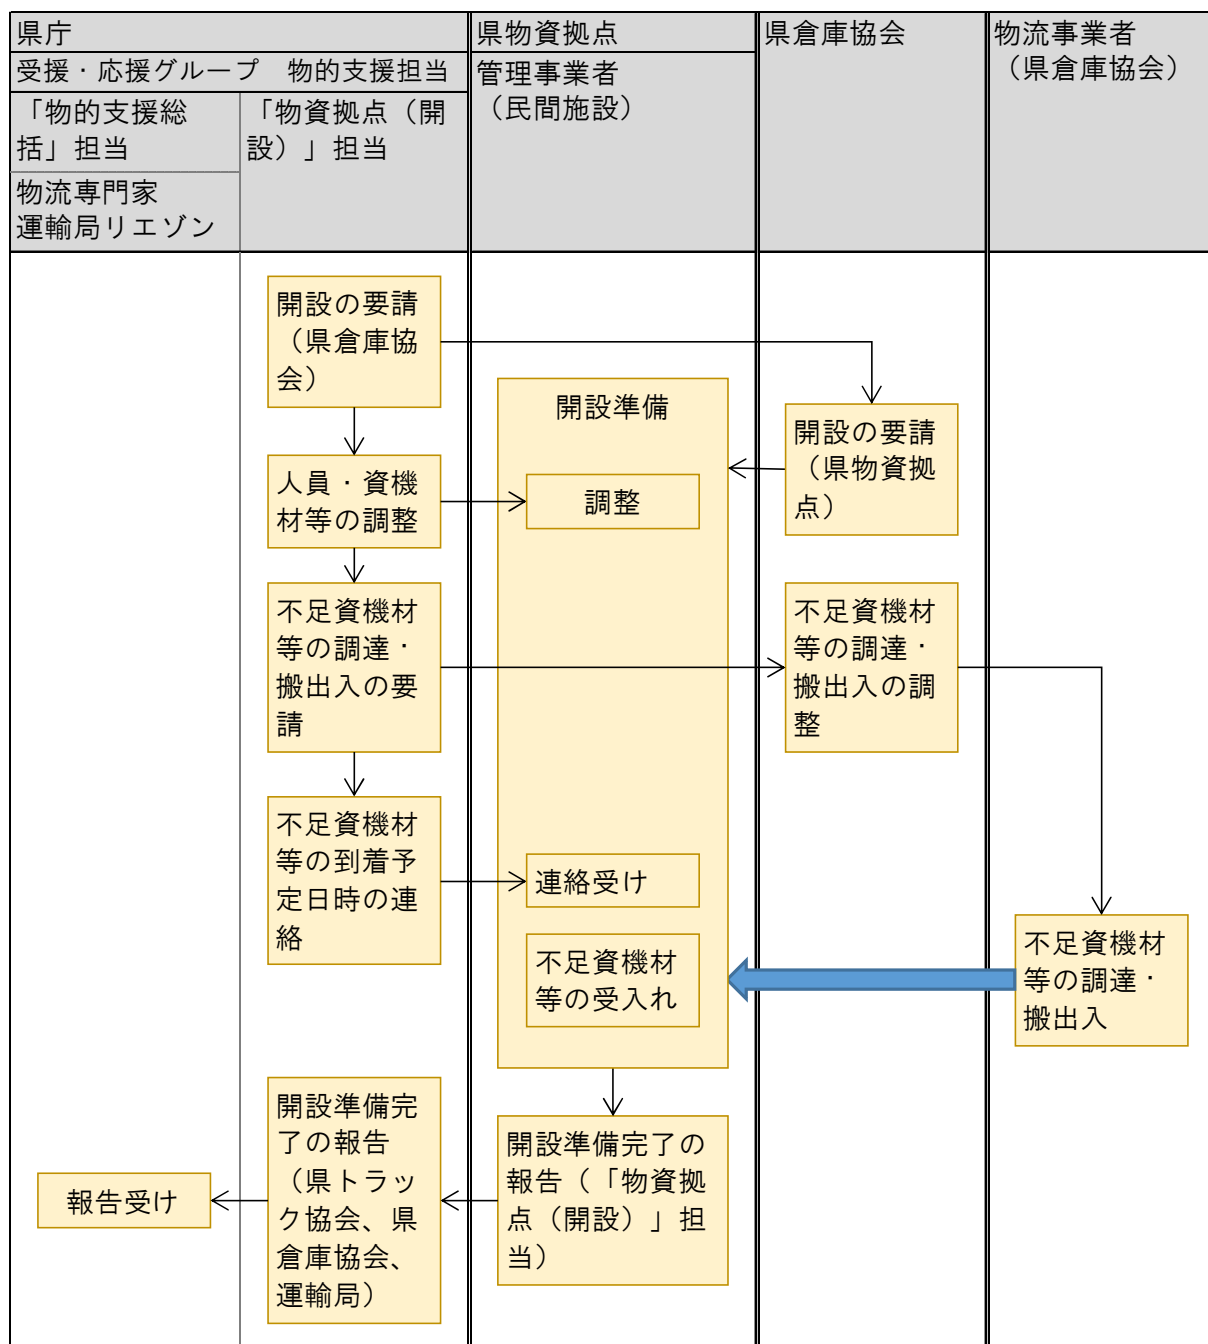 県庁
県物資拠点
県倉庫協会
物流事業者
（県倉庫協会）
受援・応援グループ　物的支援担当
管理事業者
（民間施設）
「物的支援総
括」担当
「物資拠点（開
設）」担当
物流専門家
運輸局リエゾン
開設の要請
（県倉庫協
会）
開設準備
開設の要請
（県物資拠
点）
人員・資機
材等の調整
調整
不足資機材
等の調達・
搬出入の要
請
不足資機材
等の調達・
搬出入の調
整
不足資機材
等の到着予
定日時の連
絡
連絡受け
不足資機材
等の受入れ
不足資機材
等の調達・
搬出入
開設準備完
了の報告
（県トラッ
ク協会、県
倉庫協会、
運輸局）
開設準備完了の
報告（「物資拠
点（開設）」担
当）
報告受け